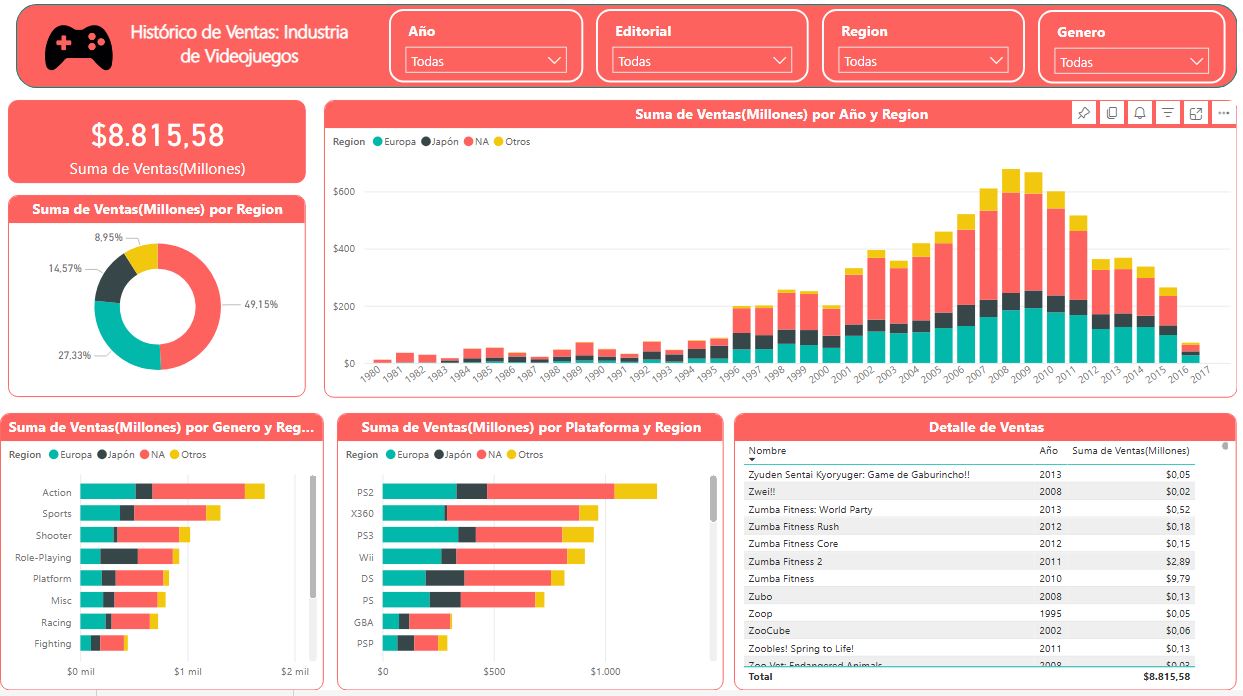 Histórico de Ventas: Industria
de Videojuegos
Año
Todas
Editorial
Todas
Region
Todas
Genero
Todas
$8.815,58
Suma de Ventas(Millones)
Suma de Ventas(Millones) por Region
8,95%
14,57%
49,15%
27,33%
Suma de Ventas(Millones) por Año y Region
Region Europa Japón NA Otros
$600
$400
$200
$0
1980 1981 1982 1983 1984 1985 1986 1987 1988 1989 1990 1991 1992 1993 1994 1995 1996 1997 1998 1999 2000 2001 2002 2003 2004 2005 2006 2007 2008 2009 2010 2011 2012 2013 2014 2015 2016 2017
Suma de Ventas(Millones) por Genero y Reg...
Region Europa Japón NA Otros
Action
Sports
Shooter
Role-Playing
Platform
Misc
Racing
Fighting
$0 mil $1 mil $2 mil
Suma de Ventas(Millones) por Plataforma y Region
Region Europa Japón NA Otros
PS2
X360
PS3
Wii
DS
PS
GBA
PSP
$0 $500 $1.000
Detalle de Ventas
Nombre Año Suma de Ventas(Millones)
Zyuden Sentai Kyoryuger: Game de Gaburincho!! 2013 $0,05
Zwei!! 2008 $0,02
Zumba Fitness: World Party 2013 $0,52
Zumba Fitness Rush 2012 $0,18
Zumba Fitness Core 2012 $0,15
Zumba Fitness 2 2011 $2,89
Zumba Fitness 2010 $9,79
Zubo 2008 $0,13
Zoop 1995 $0,05
ZooCube 2002 $0,06
Zoobles! Spring to Life! 2011 $0,13
Zoo Vet: Endangered Animals 2008 $0,03
Total $8.815,58